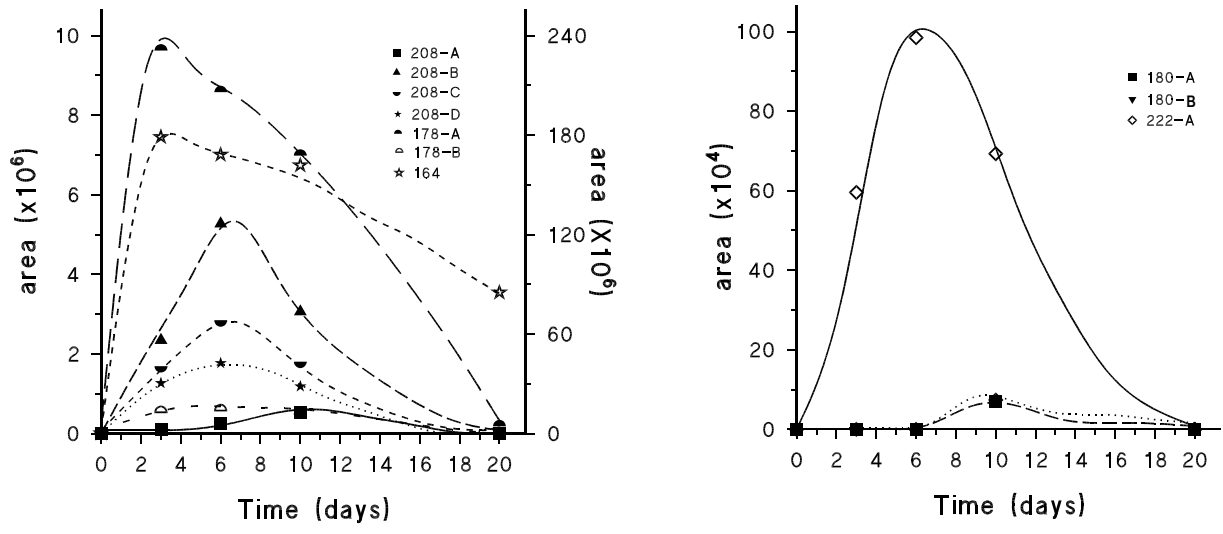 10
8
6
4
2
0
area (x10⁶)
240
180
120
60
0
area (X10⁶)
208-A
208-B
208-C
208-D
178-A
178-B
164
0 2 4 6 8 10 12 14 16 18 20
Time (days)
100
80
60
40
20
0
area (x10⁴)
180-A
180-B
222-A
0 2 4 6 8 10 12 14 16 18 20
Time (days)